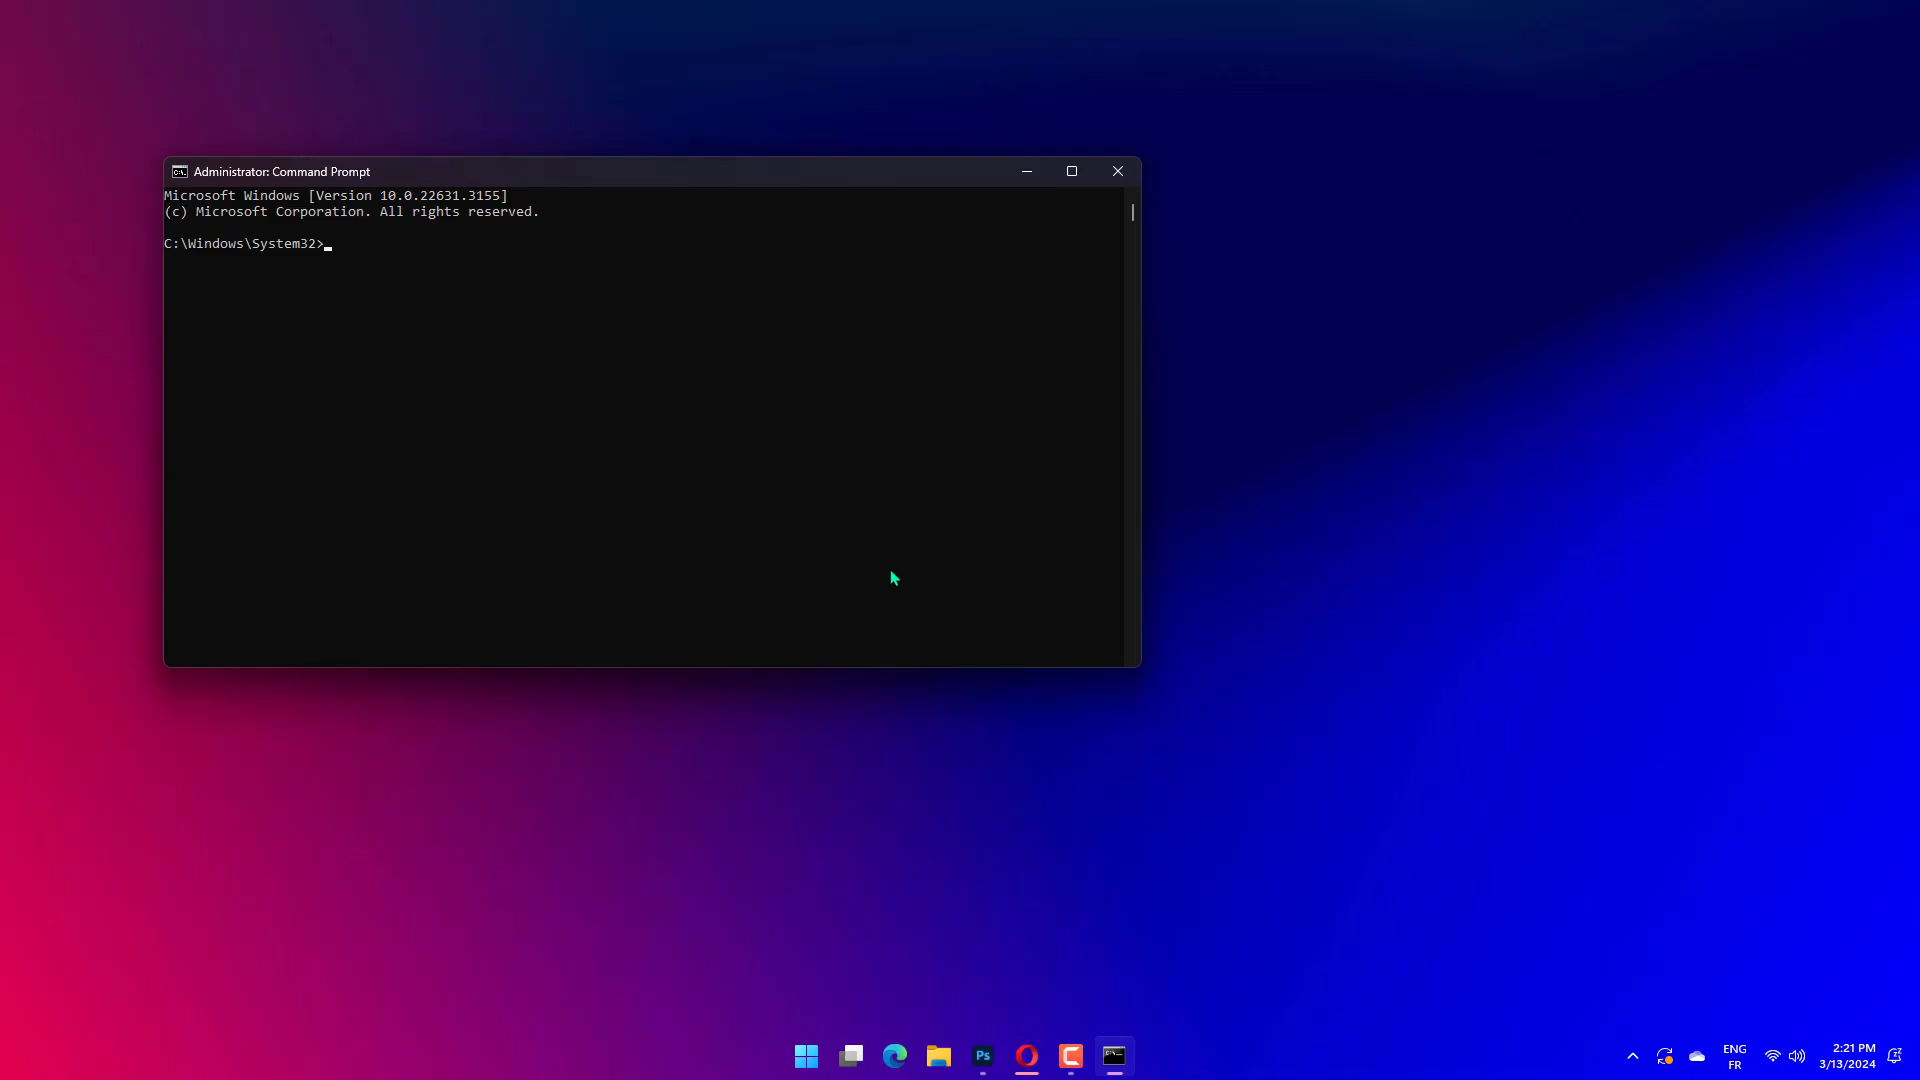 Administrator: Command Prompt
Microsoft Windows [Version 10.0.22631.3155]
(c) Microsoft Corporation. All rights reserved.
C:\Windows\System32>
Ps
ENG
FR
2:21 PM
3/13/2024